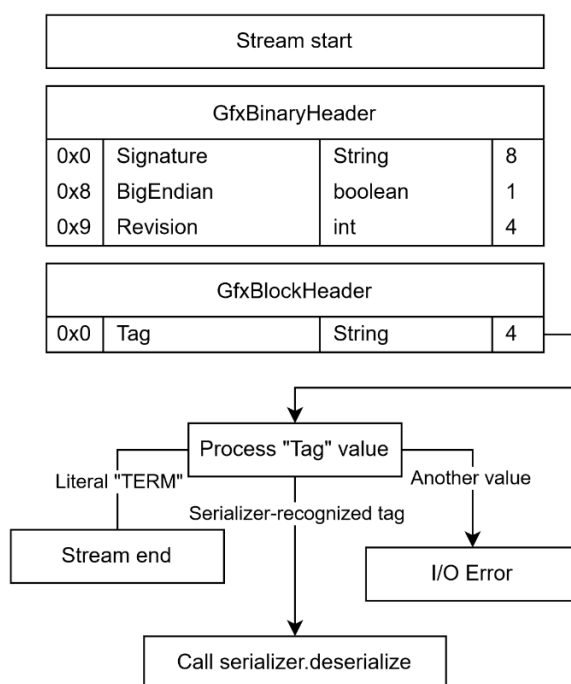 Stream start
GfxBinaryHeader
0x0 Signature String 8
0x8 BigEndian boolean 1
0x9 Revision int 4
GfxBlockHeader
0x0 Tag String 4
Process "Tag" value
Literal "TERM"
Another value
Serializer-recognized tag
Stream end
I/O Error
Call serializer.deserialize